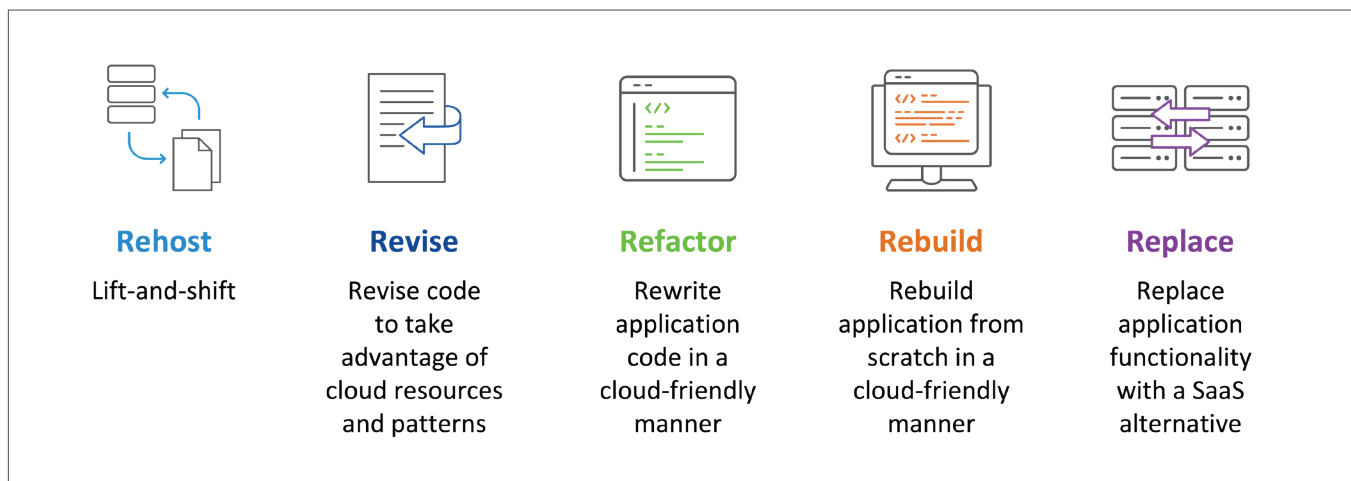 Rehost
Lift-and-shift
Revise
Revise code
to take
advantage of
cloud resources
and patterns
</>
Refactor
Rewrite
application
code in a
cloud-friendly
manner
</>
</>
Rebuild
Rebuild
application from
scratch in a
cloud-friendly
manner
Replace
Replace
application
functionality
with a SaaS
alternative